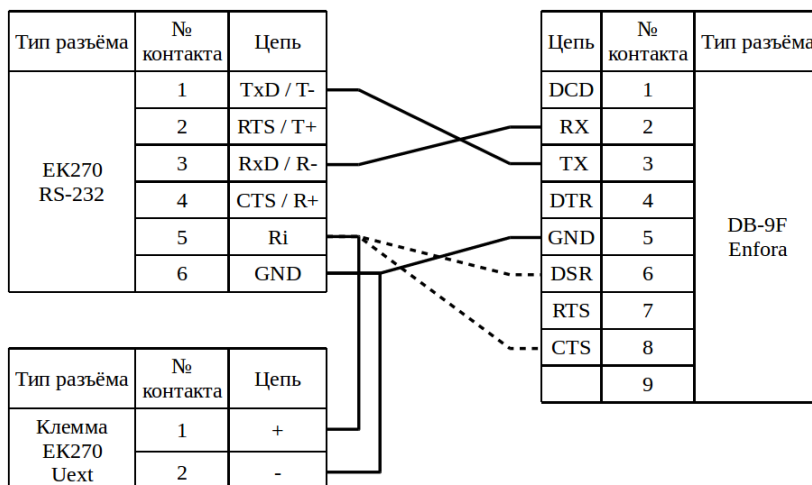 Тип разъёма № контакта Цепь
ЕК270 RS-232
1 TxD / T-
2 RTS / T+
3 RxD / R-
4 CTS / R+
5 Ri
6 GND
Цепь № контакта Тип разъёма
DCD 1
RX 2
TX 3
DTR 4
GND 5
DSR 6
RTS 7
CTS 8
9
DB-9F
Enfora
Тип разъёма № контакта Цепь
Клемма
ЕК270
Uext
1 +
2 -